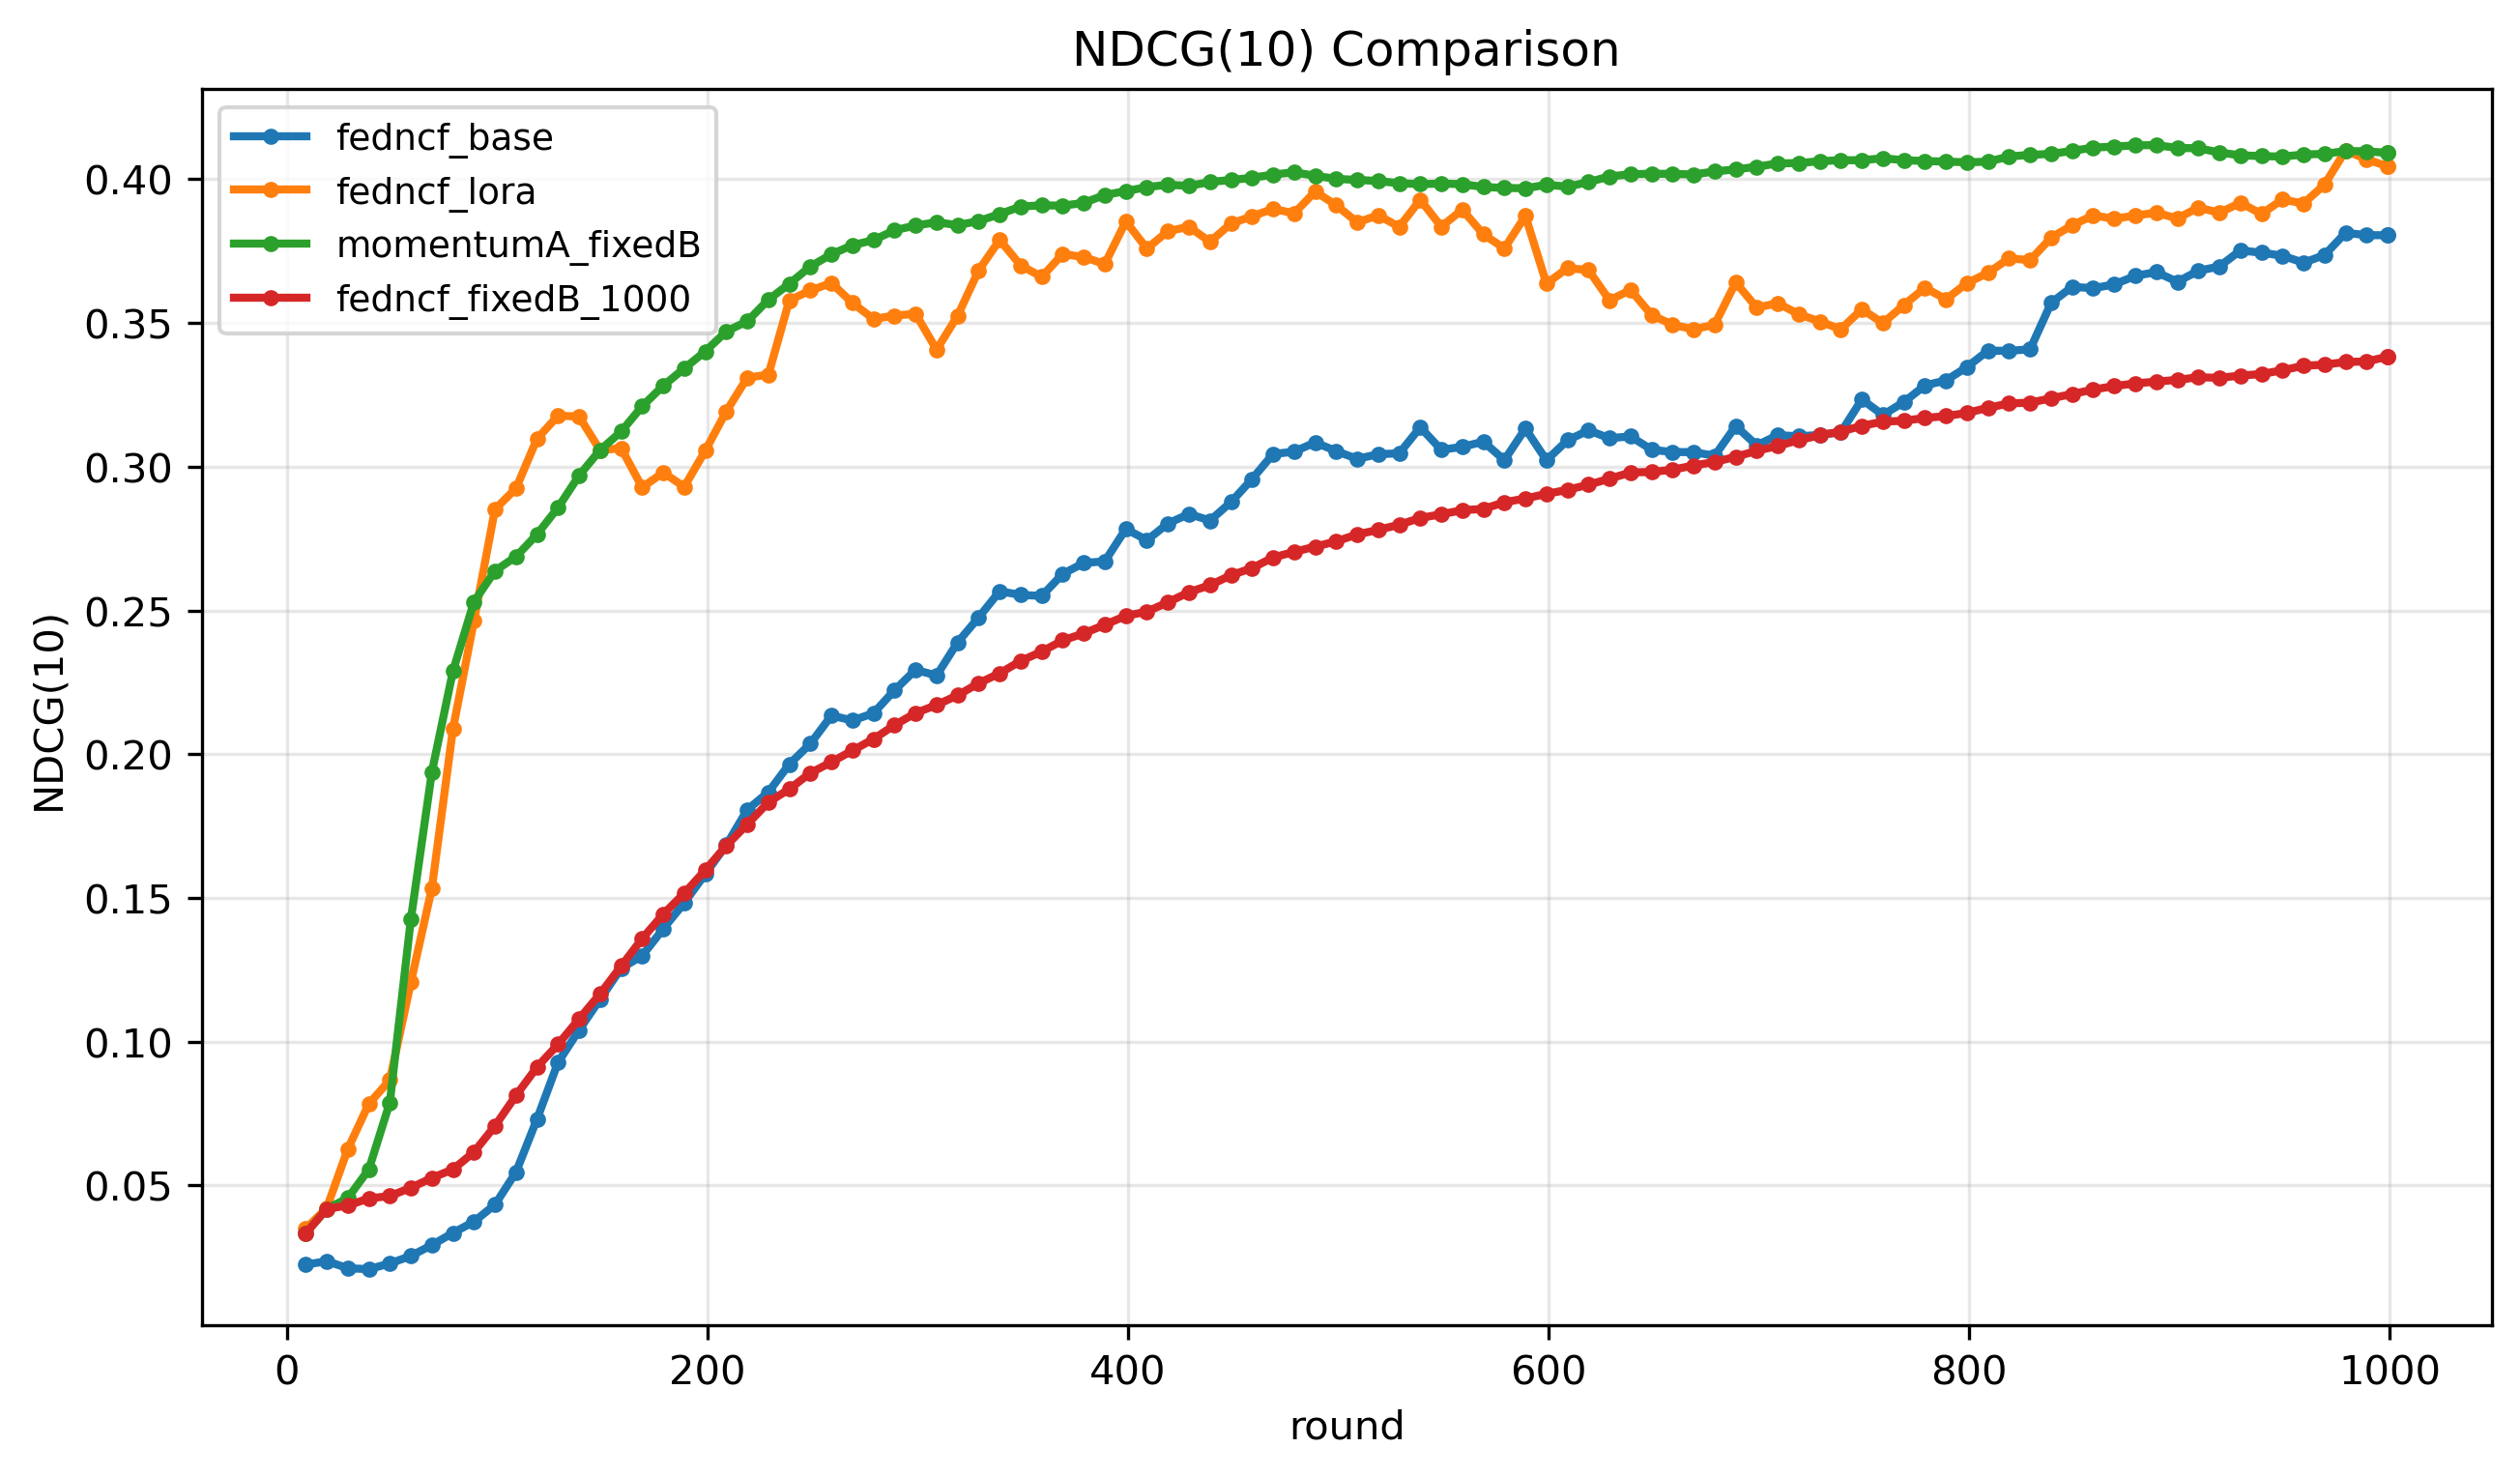 NDCG(10) Comparison
fedncf_base
fedncf_lora
momentumA_fixedB
fedncf_fixedB_1000
NDCG(10)
0.40
0.35
0.30
0.25
0.20
0.15
0.10
0.05
0
200
400
600
800
1000
round